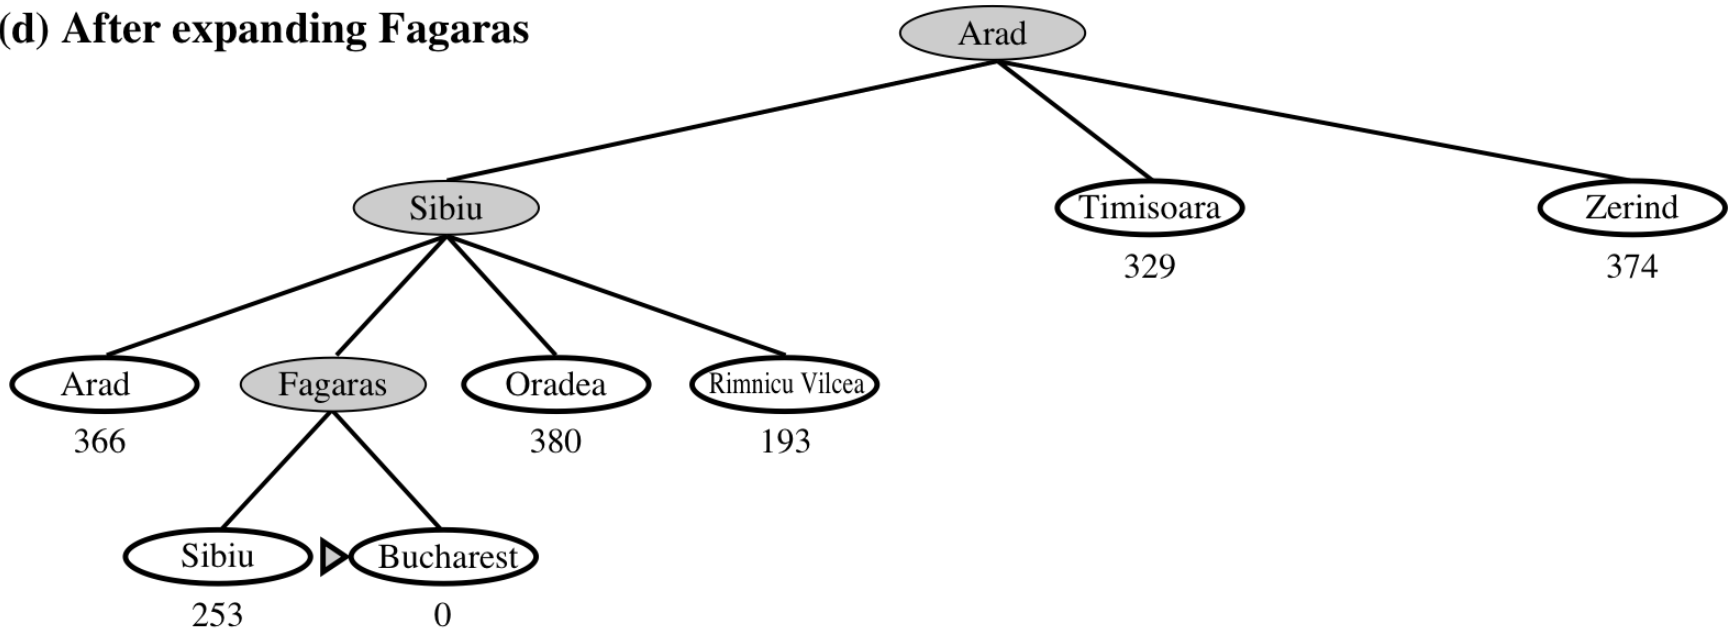 (d) After expanding Fagaras
Arad
Sibiu
Timisoara
Zerind
329
374
Arad
Fagaras
Oradea
Rimnicu Vilcea
366
380
193
Sibiu
Bucharest
253
0